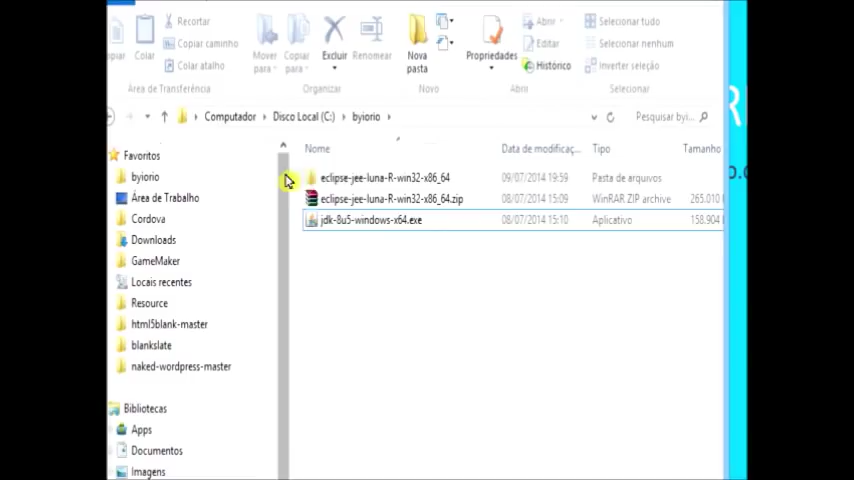 Recortar
Copiar caminho
Colar atalho
Colar
Área de Transferência
Mover para
Copiar para
Excluir
Renomear
Organizar
Nova pasta
Novo
Propriedades
Abrir
Editar
Histórico
Abrir
Selecionar tudo
Selecionar nenhum
Inverter seleção
Selecionar
Computador
Disco Local (C:)
byiorio
Pesquisar byi...
Nome
Data de modificaç...
Tipo
Tamanho
eclipse-jee-luna-R-win32-x86_64
09/07/2014 19:59
Pasta de arquivos
eclipse-jee-luna-R-win32-x86_64.zip
08/07/2014 15:09
WinRAR ZIP archive
265.010
jdk-8u5-windows-x64.exe
08/07/2014 15:10
Aplicativo
158.904
Favoritos
byiorio
Área de Trabalho
Cordova
Downloads
GameMaker
Locais recentes
Resource
html5blank-master
blankslate
naked-wordpress-master
Bibliotecas
Apps
Documentos
Imagens